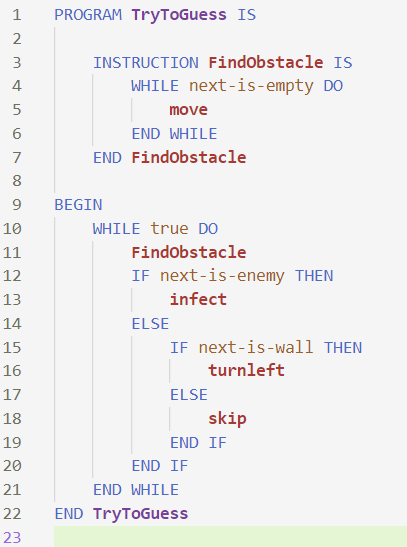 1 PROGRAM TryToGuess IS
2
3 INSTRUCTION FindObstacle IS
4 WHILE next-is-empty DO
5 move
6 END WHILE
7 END FindObstacle
8
9 BEGIN
10 WHILE true DO
11 FindObstacle
12 IF next-is-enemy THEN
13 infect
14 ELSE
15 IF next-is-wall THEN
16 turnleft
17 ELSE
18 skip
19 END IF
20 END IF
21 END WHILE
22 END TryToGuess
23